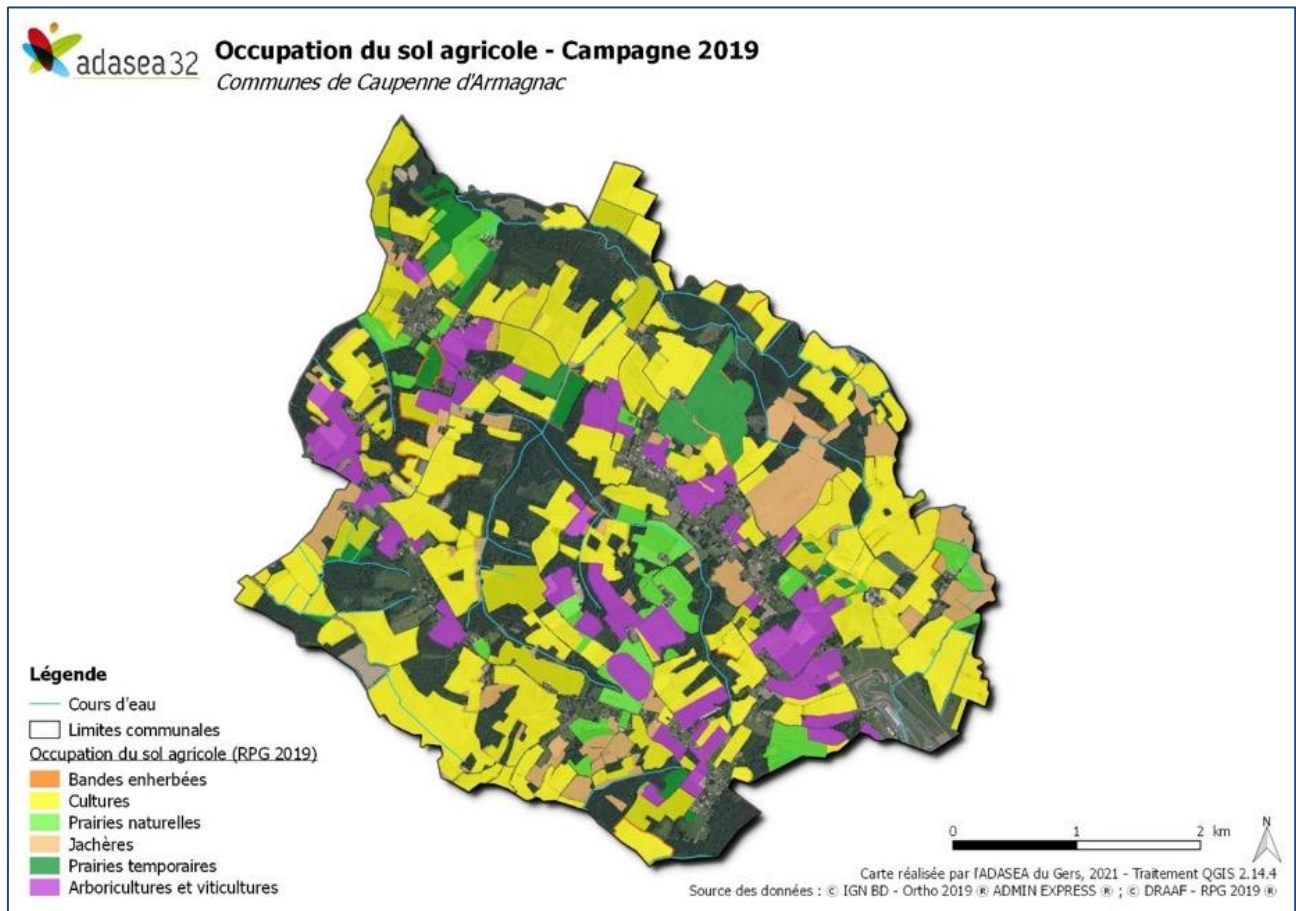 adasea32
Occupation du sol agricole - Campagne 2019
Communes de Caupenne d'Armagnac
Légende
Cours d'eau
Limites communales
Occupation du sol agricole (RPG 2019)
Bandes enherbées
Cultures
Prairies naturelles
Jachères
Prairies temporaires
Arboricultures et viticultures
0 1 2 km
N
Carte réalisée par l'ADASEA du Gers, 2021 - Traitement QGIS 2.14.4
Source des données : © IGN BD - Ortho 2019 ® ADMIN EXPRESS ® ; © DRAAF - RPG 2019 ®